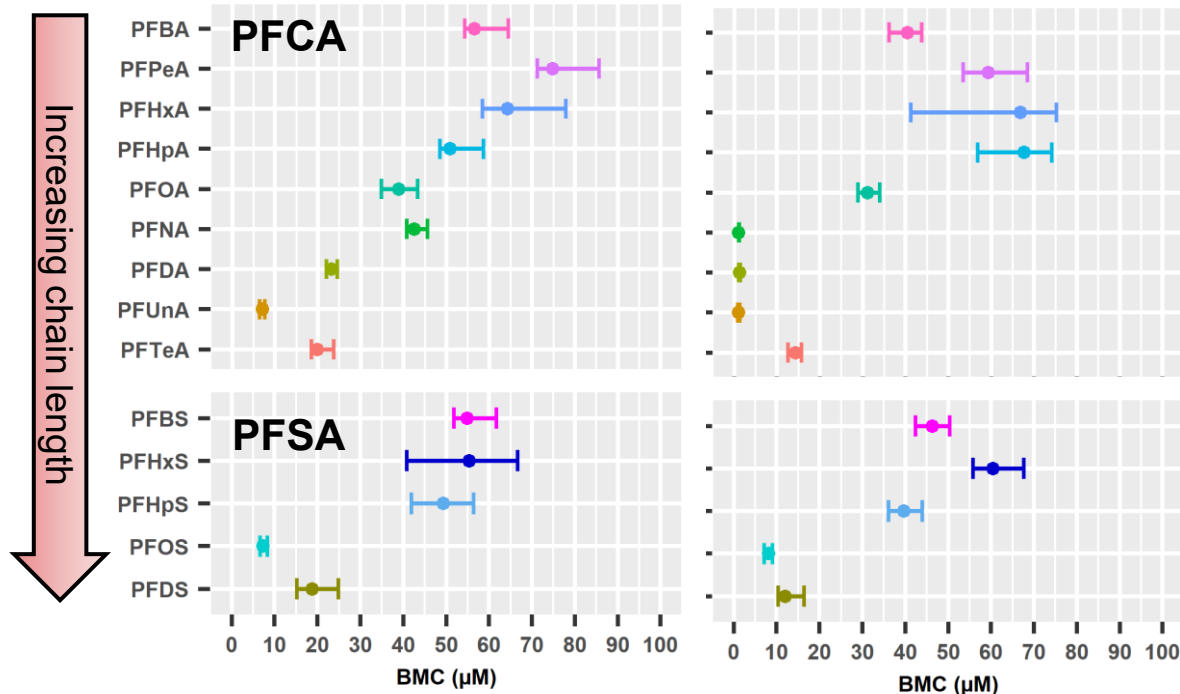 Increasing chain length
PFCA
PFBA
PFPeA
PFHxA
PFHpA
PFOA
PFNA
PFDA
PFUnA
PFTeA
PFSA
PFBS
PFHxS
PFHpS
PFOS
PFDS
0 10 20 30 40 50 60 70 80 90 100
BMC (µM)
0 10 20 30 40 50 60 70 80 90 100
BMC (µM)